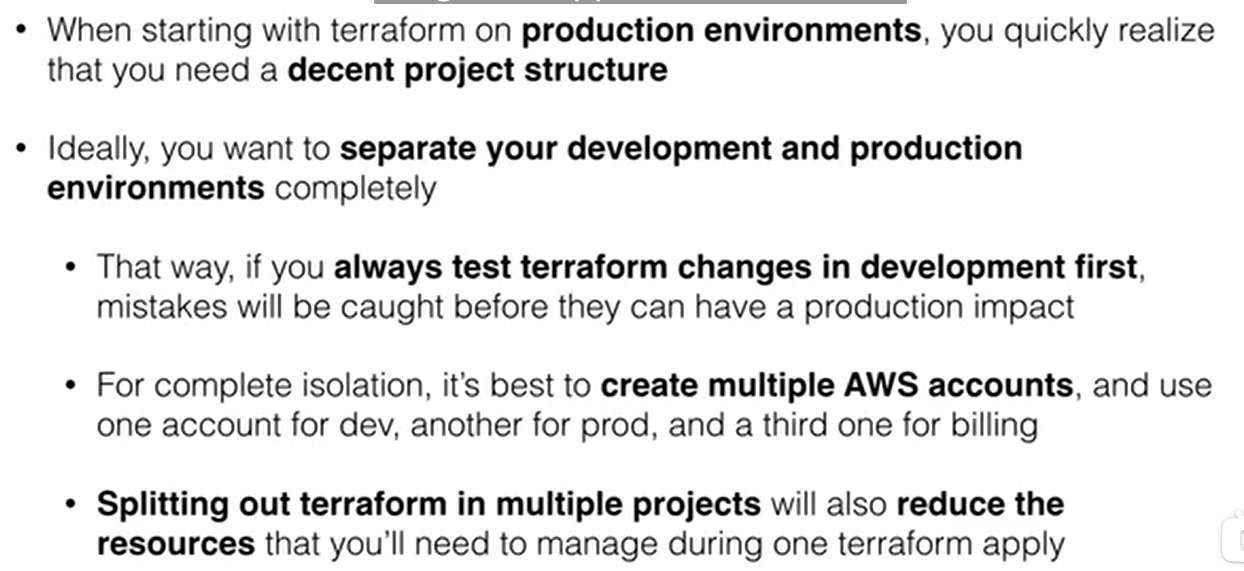 • When starting with terraform on production environments, you quickly realize
that you need a decent project structure
• Ideally, you want to separate your development and production
environments completely
• That way, if you always test terraform changes in development first,
mistakes will be caught before they can have a production impact
• For complete isolation, it's best to create multiple AWS accounts, and use
one account for dev, another for prod, and a third one for billing
• Splitting out terraform in multiple projects will also reduce the
resources that you'll need to manage during one terraform apply